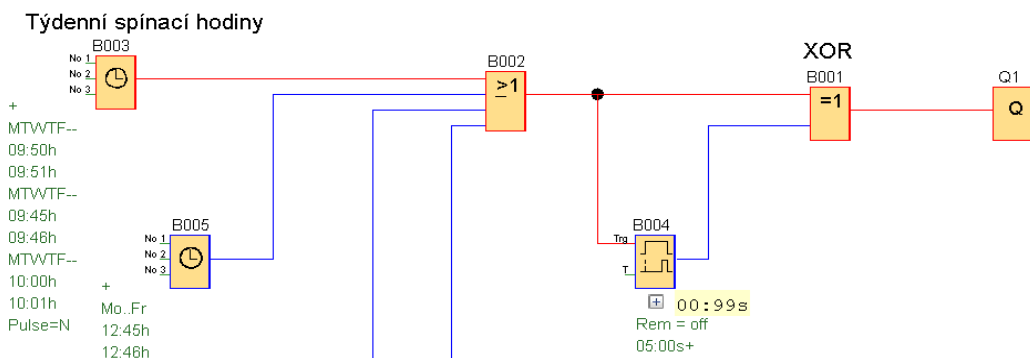 Týdenní spínací hodiny
B003
No 1
No 2
No 3
+
MTWTF--
09:50h
09:51h
MTWTF--
09:45h
09:46h
MTWTF--
10:00h
10:01h
Pulse=N
B005
No 1
No 2
No 3
+
Mo..Fr
12:45h
12:46h
B002
>1
XOR
B001
=1
Q1
Q
B004
Trg
T
+
00:99s
Rem = off
05:00s+